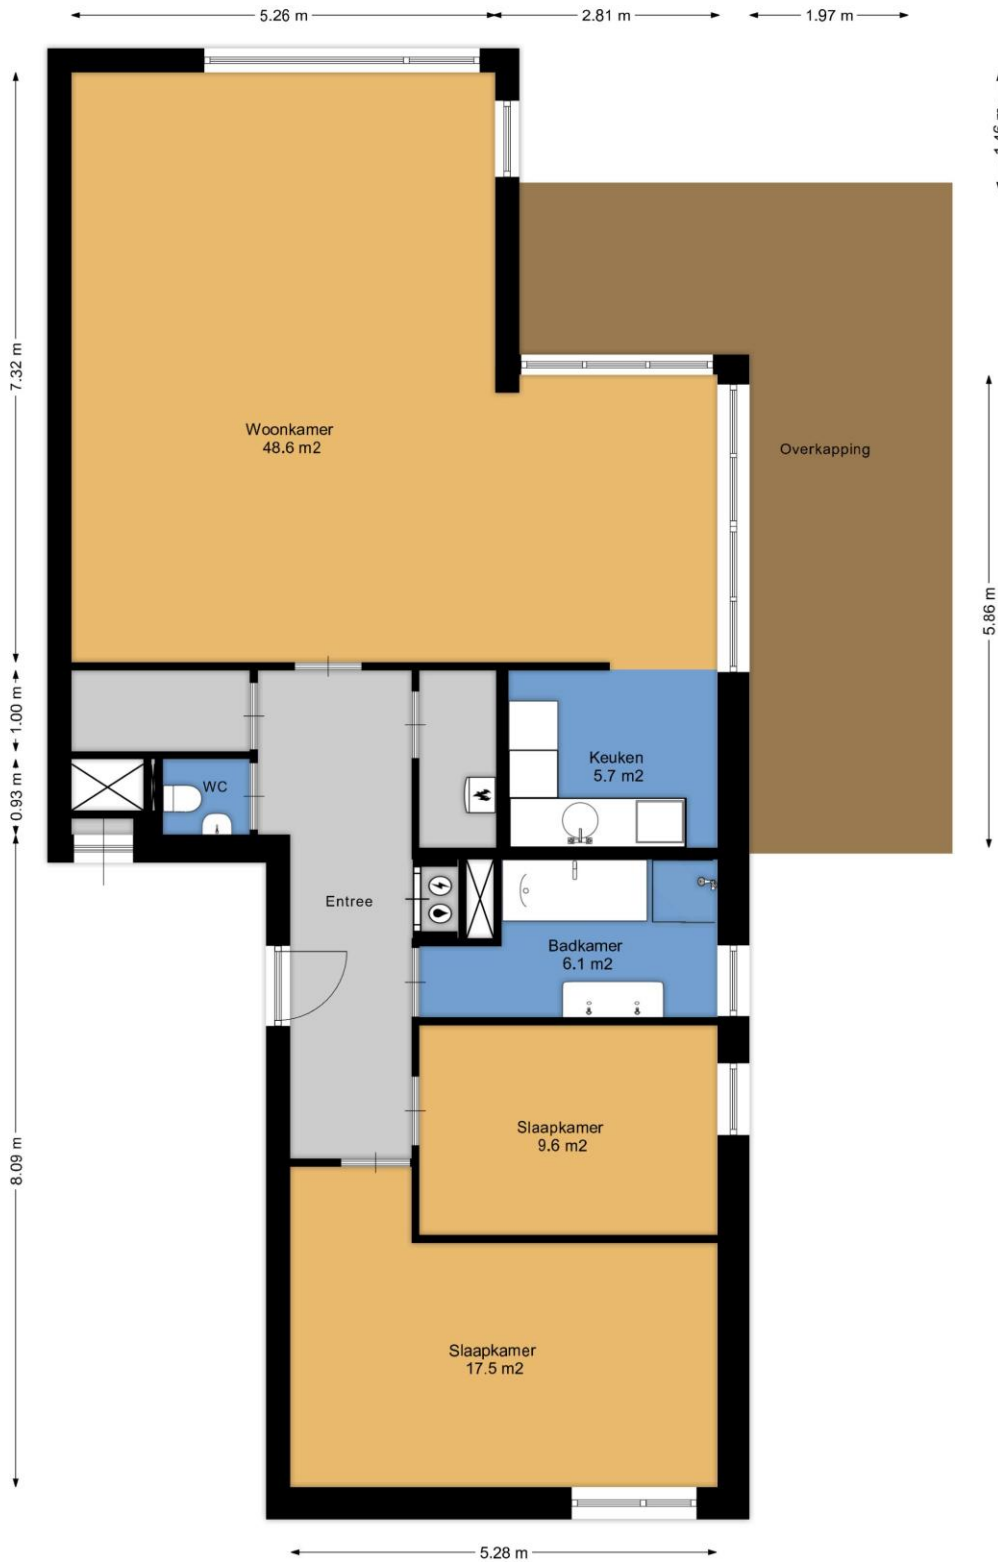 5.26 m
2.81 m
1.97 m
7.32 m
Woonkamer
48.6 m2
Overkapping
5.86 m
1.00 m
0.93 m
WC
Keuken
5.7 m2
Entree
Badkamer
6.1 m2
8.09 m
Slaapkamer
9.6 m2
Slaapkamer
17.5 m2
5.28 m